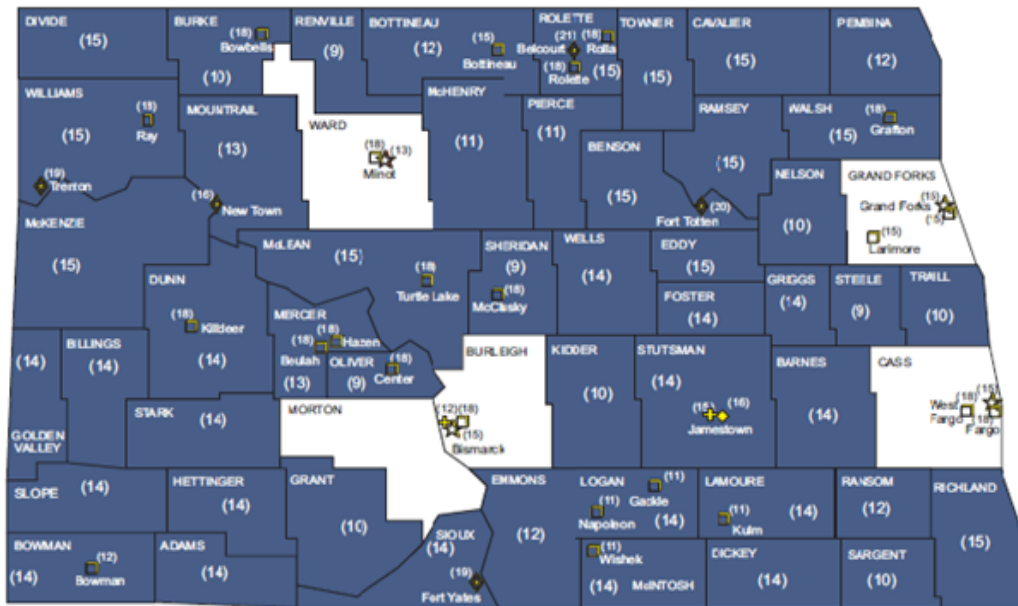 DIVIDE
(15)
BURKE
(18)
Bowbells
(10)
RENVILLE
(9)
BOTTINEAU
(12)
(15)
Bottineau
ROLETTE
(21)
(18)
Belcourt
Rolla
(18)
(15)
Rolette
TOWNER
(15)
CAVALIER
(15)
PEMBINA
(12)
WILLIAMS
(18)
(15)
Ray
(19)
Trenton
MOUNTRAIL
(13)
(16)
New Town
WARD
(18)
(13)
Minot
McHENRY
(11)
PIERCE
(11)
BENSON
(15)
RAMSEY
(15)
(20)
Fort Totten
WALSH
(18)
(15)
Grafton
NELSON
(10)
GRAND FORKS
(15)
Grand Forks
(15)
(15)
Larimore
McKENZIE
(15)
DUNN
(18)
Killdeer
(14)
McLEAN
(15)
(18)
Turtle Lake
SHERIDAN
(9)
(18)
McClusky
WELLS
(14)
EDDY
(15)
FOSTER
(14)
GRIGGS
(14)
STEELE
(9)
TRAILL
(10)
MERCER
(18)
Hazen
(18)
Beulah
(13)
OLIVER
(18)
(9)
Center
BURLEIGH
(12)
(18)
(15)
Bismarck
KIDDER
(10)
STUTSMAN
(14)
(15)
(16)
Jamestown
BARNES
(14)
CASS
(18)
(15)
West
Fargo
(18)
Fargo
(14)
GOLDEN
VALLEY
BILLINGS
(14)
STARK
(14)
MORTON
SLOPE
(14)
HETTINGER
(14)
GRANT
(10)
SIOUX
(14)
(19)
Fort Yates
EMMONS
(12)
LOGAN
(11)
Gackle
(11)
Napoleon
(14)
LAMOURE
(11)
(14)
Kulm
RANSOM
(12)
RICHLAND
(15)
BOWMAN
(12)
(14)
Bowman
ADAMS
(14)
(11)
Wishek
(14)
McINTOSH
DICKEY
(14)
SARGENT
(10)